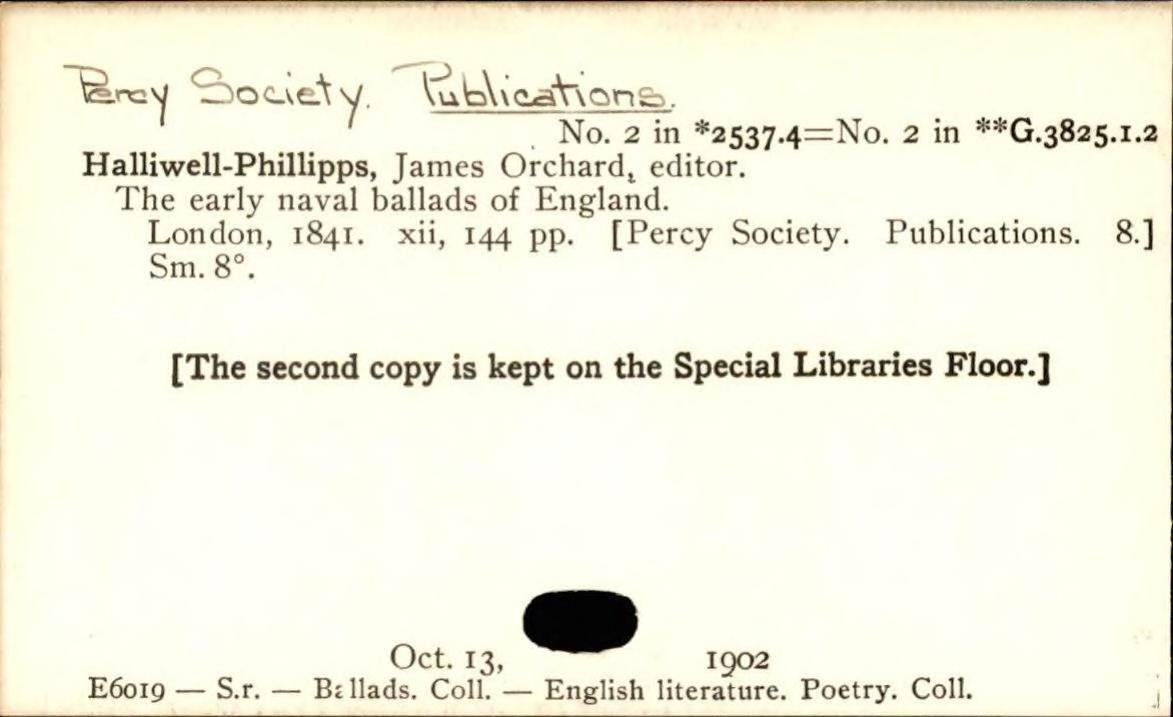 Percy Society. Publications.
No. 2 in *2537.4=No. 2 in **G.3825.1.2
Halliwell-Phillipps, James Orchard, editor.
The early naval ballads of England.
London, 1841. xii, 144 pp. [Percy Society. Publications. 8.]
Sm. 8°.
[The second copy is kept on the Special Libraries Floor.]
Oct. 13, 1902
E6019 — S.r. — Ballads. Coll. — English literature. Poetry. Coll.